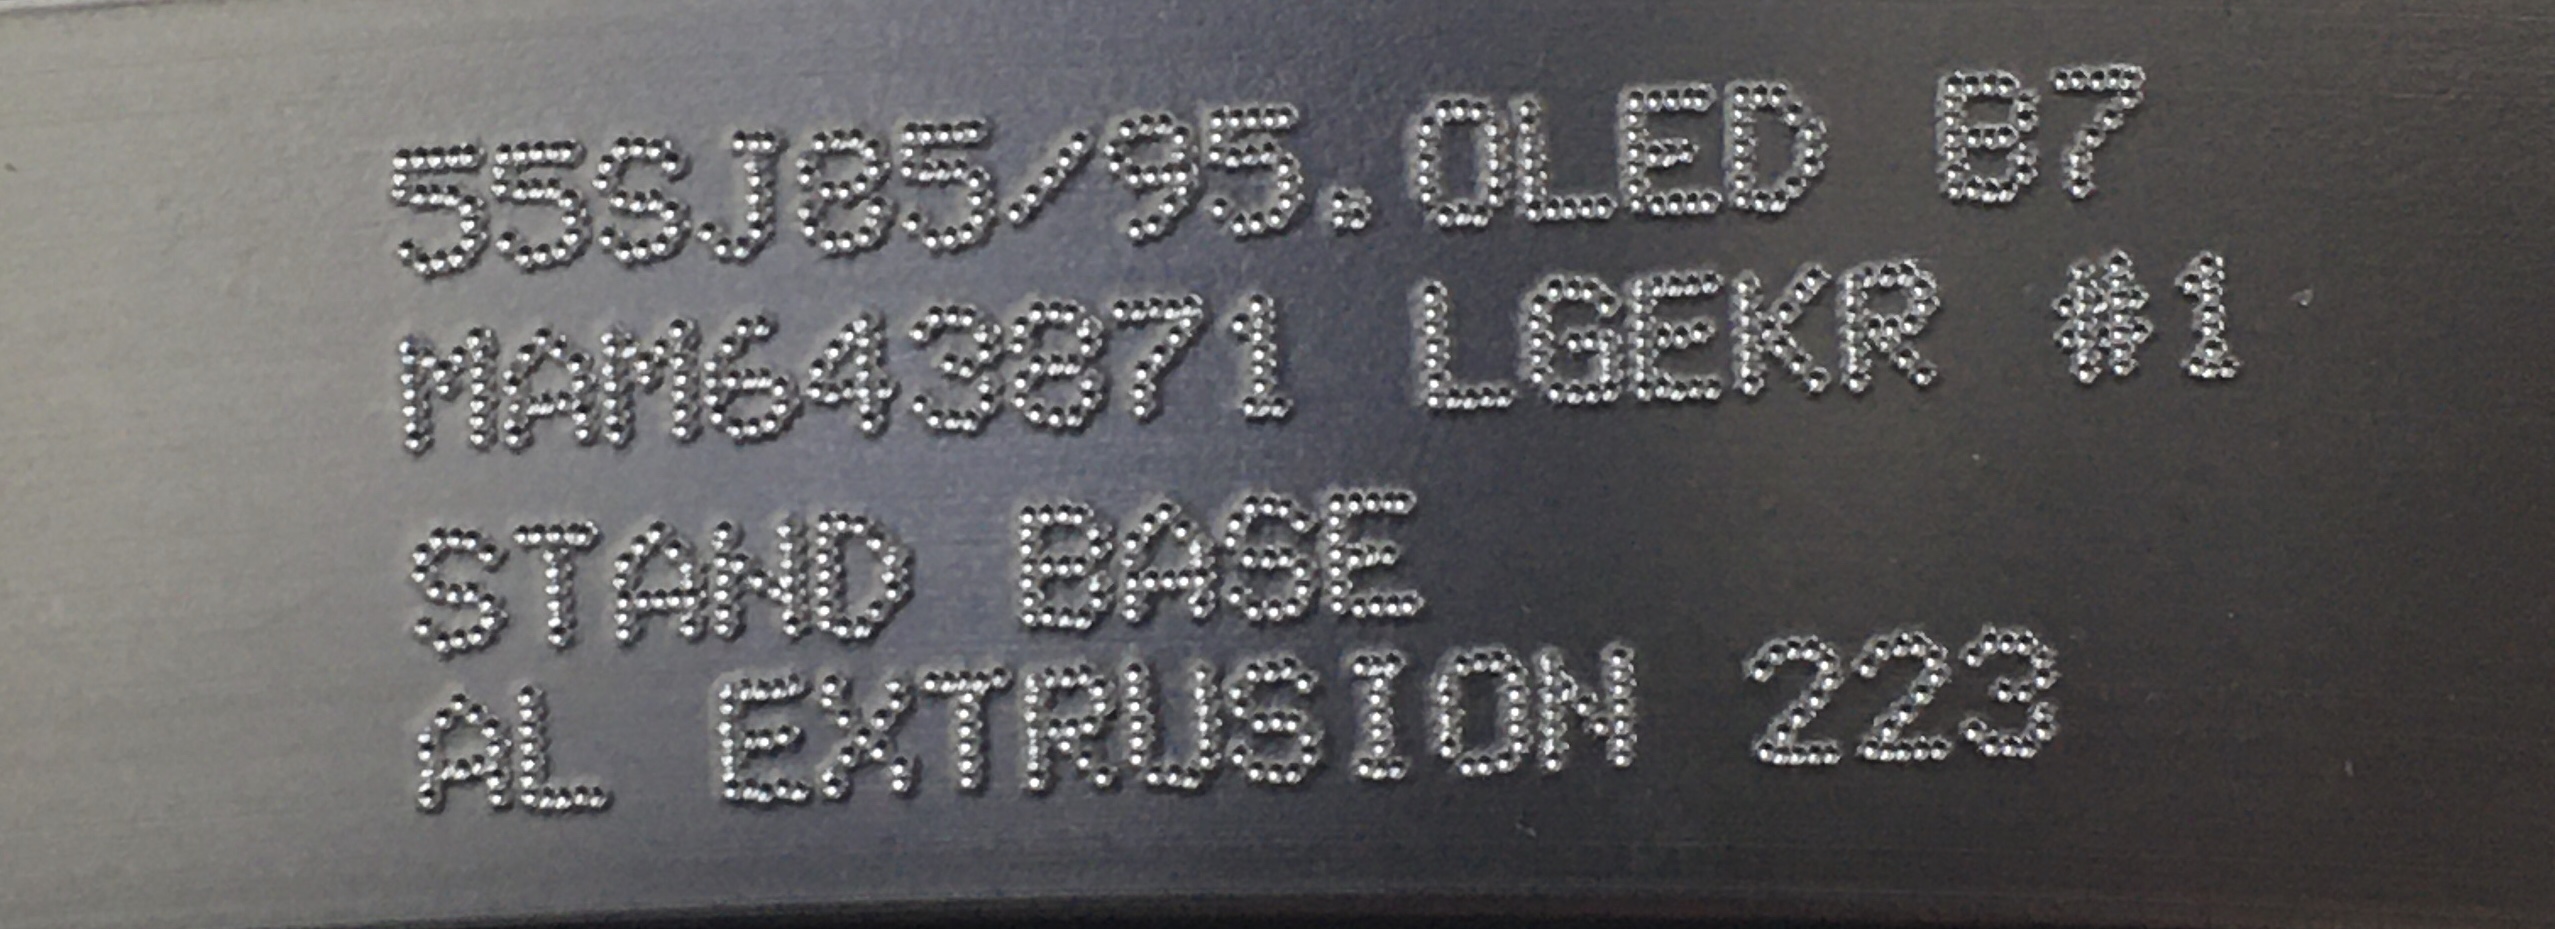 55SJ85/95.OLED B7
MAM643871 LGEKR #1
STAND BASE
AL EXTRUSION 223